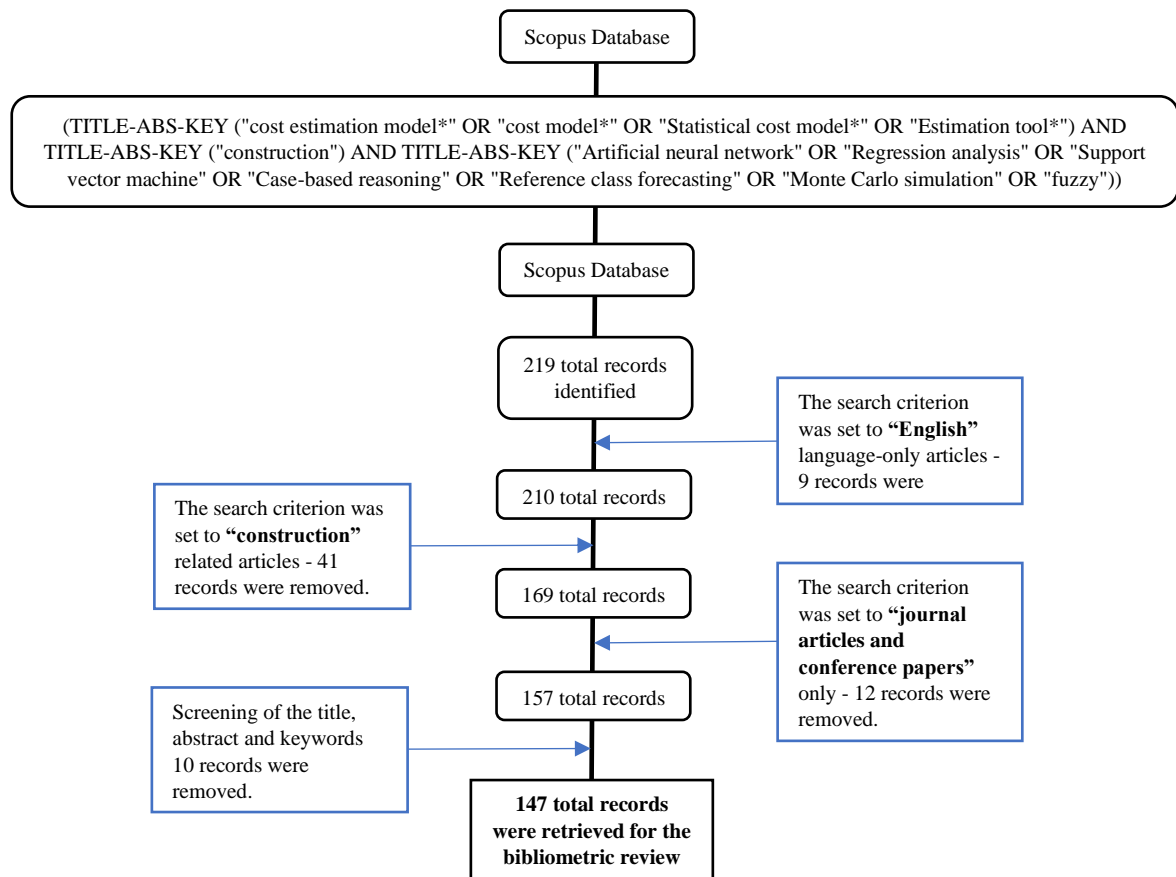 Scopus Database
(TITLE-ABS-KEY ("cost estimation model*" OR "cost model*" OR "Statistical cost model*" OR "Estimation tool*") AND
TITLE-ABS-KEY ("construction") AND TITLE-ABS-KEY ("Artificial neural network" OR "Regression analysis" OR "Support
vector machine" OR "Case-based reasoning" OR "Reference class forecasting" OR "Monte Carlo simulation" OR "fuzzy"))
Scopus Database
219 total records
identified
The search criterion
was set to “English”
language-only articles -
9 records were
210 total records
The search criterion was
set to “construction”
related articles - 41
records were removed.
169 total records
The search criterion
was set to “journal
articles and
conference papers”
only - 12 records were
removed.
157 total records
Screening of the title,
abstract and keywords
10 records were
removed.
147 total records
were retrieved for the
bibliometric review